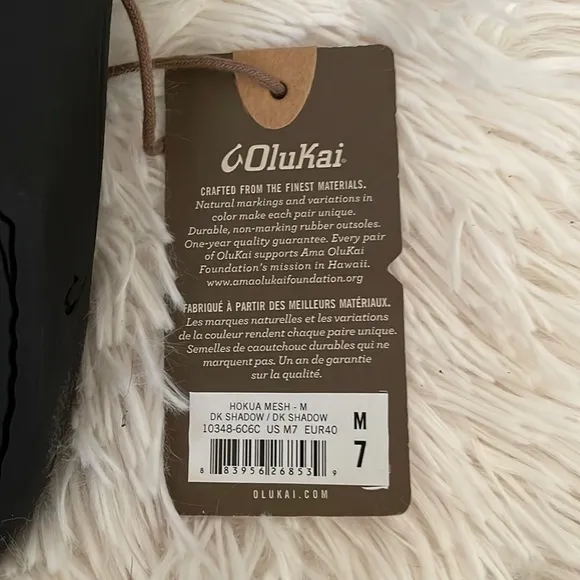 OluKai
CRAFTED FROM THE FINEST MATERIALS.
Natural markings and variations in
color make each pair unique.
Durable, non-marking rubber outsoles.
One-year quality guarantee. Every pair
of OluKai supports Ama OluKai
Foundation's mission in Hawaii.
www.amaolukaifoundation.org
FABRIQUÉ À PARTIR DES MEILLEURS MATÉRIAUX.
Les marques naturelles et les variations
de la couleur rendent chaque paire unique.
Semelles de caoutchouc durables qui ne
marquent pas. Un an de garantie
sur la qualité.
HOKUA MESH - M
DK SHADOW / DK SHADOW
10348-6C6C US M7 EUR40
M
7
8 83956 26853 9
OLUKAI.COM